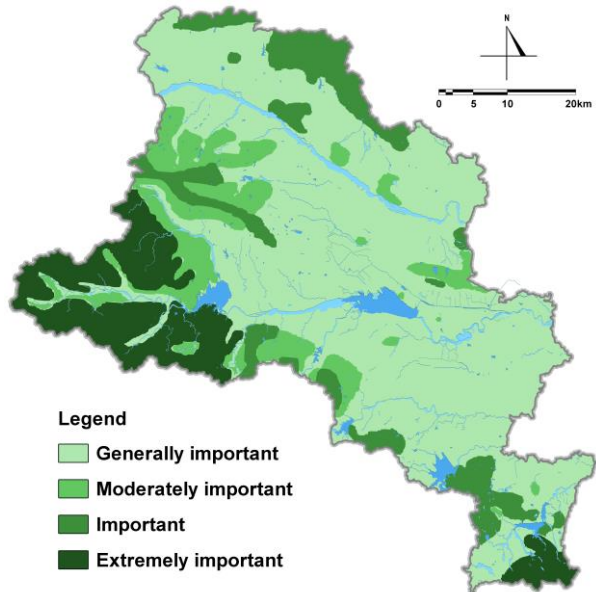 N
0 5 10 20km
Legend
Generally important
Moderately important
Important
Extremely important